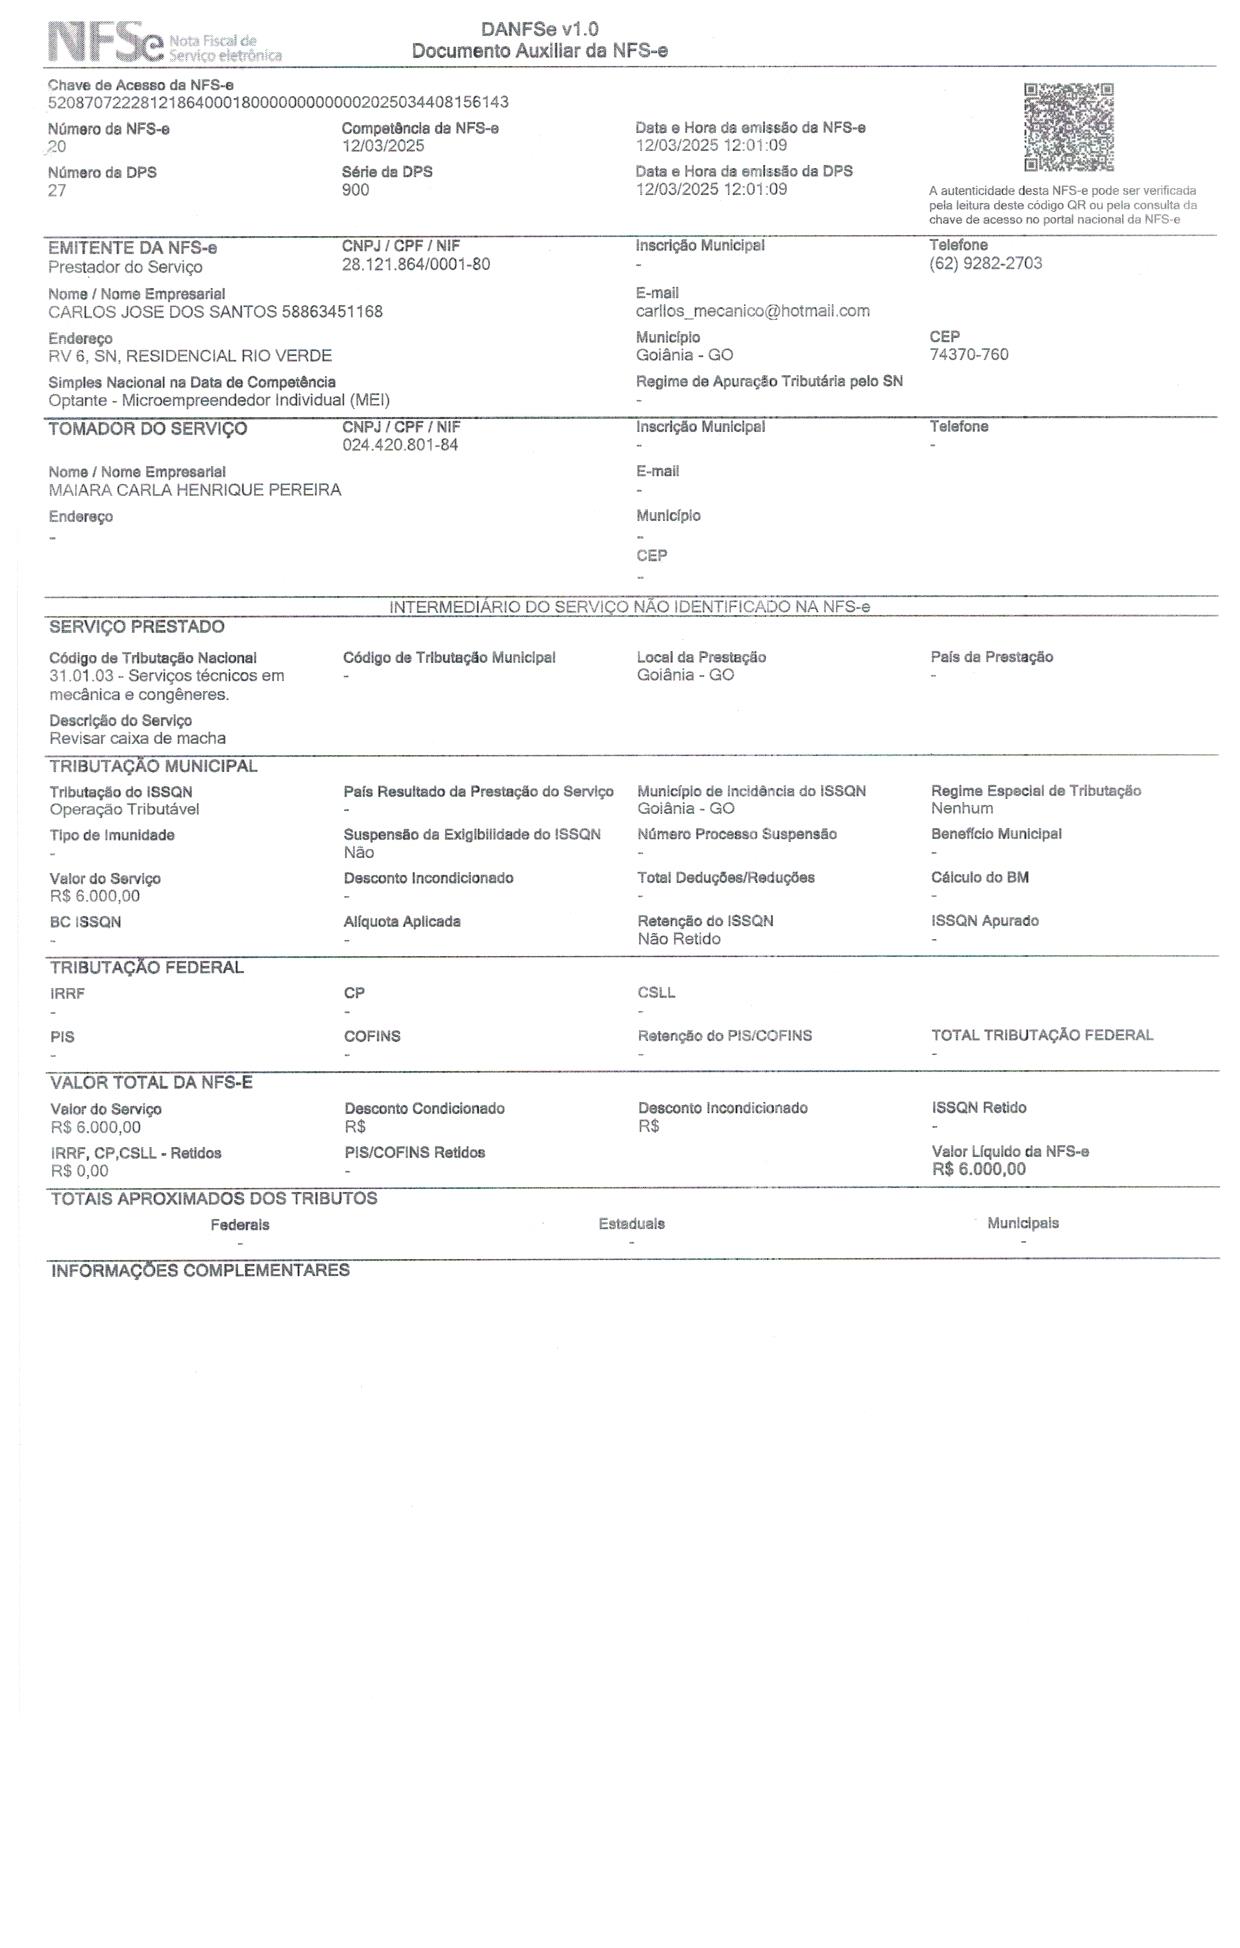 NFSe Nota Fiscal de
Serviço eletrônica
DANFSe v1.0
Documento Auxiliar da NFS-e
Chave de Acesso da NFS-e
52087072228121864000180000000000002025034408156143
Número da NFS-e Competência da NFS-e Data e Hora da emissão da NFS-e
20 12/03/2025 12/03/2025 12:01:09
Número da DPS Série da DPS Data e Hora da emissão da DPS
27 900 12/03/2025 12:01:09
A autenticidade desta NFS-e pode ser verificada
pela leitura deste código QR ou pela consulta da
chave de acesso no portal nacional da NFS-e
EMITENTE DA NFS-e CNPJ / CPF / NIF Inscrição Municipal Telefone
Prestador do Serviço 28.121.864/0001-80 - (62) 9282-2703
Nome / Nome Empresarial E-mail
CARLOS JOSE DOS SANTOS 58863451168 carllos_mecanico@hotmail.com
Endereço Município CEP
RV 6, SN, RESIDENCIAL RIO VERDE Goiânia - GO 74370-760
Simples Nacional na Data de Competência Regime de Apuração Tributária pelo SN
Optante - Microempreendedor Individual (MEI) -
TOMADOR DO SERVIÇO CNPJ / CPF / NIF Inscrição Municipal Telefone
024.420.801-84 - -
Nome / Nome Empresarial E-mail
MAIARA CARLA HENRIQUE PEREIRA -
Endereço Município
- -
CEP
-
INTERMEDIÁRIO DO SERVIÇO NÃO IDENTIFICADO NA NFS-e
SERVIÇO PRESTADO
Código de Tributação Nacional Código de Tributação Municipal Local da Prestação País da Prestação
31.01.03 - Serviços técnicos em - Goiânia - GO -
mecânica e congêneres.
Descrição do Serviço
Revisar caixa de macha
TRIBUTAÇÃO MUNICIPAL
Tributação do ISSQN País Resultado da Prestação do Serviço Município de Incidência do ISSQN Regime Especial de Tributação
Operação Tributável - Goiânia - GO Nenhum
Tipo de Imunidade Suspensão da Exigibilidade do ISSQN Número Processo Suspensão Benefício Municipal
- Não - -
Valor do Serviço Desconto Incondicionado Total Deduções/Reduções Cálculo do BM
R$ 6.000,00 - - -
BC ISSQN Alíquota Aplicada Retenção do ISSQN ISSQN Apurado
- - Não Retido -
TRIBUTAÇÃO FEDERAL
IRRF CP CSLL
- - -
PIS COFINS Retenção do PIS/COFINS TOTAL TRIBUTAÇÃO FEDERAL
- - - -
VALOR TOTAL DA NFS-E
Valor do Serviço Desconto Condicionado Desconto Incondicionado ISSQN Retido
R$ 6.000,00 R$ R$ -
IRRF, CP,CSLL - Retidos PIS/COFINS Retidos Valor Líquido da NFS-e
R$ 0,00 - R$ 6.000,00
TOTAIS APROXIMADOS DOS TRIBUTOS
Federais Estaduais Municipais
- - -
INFORMAÇÕES COMPLEMENTARES